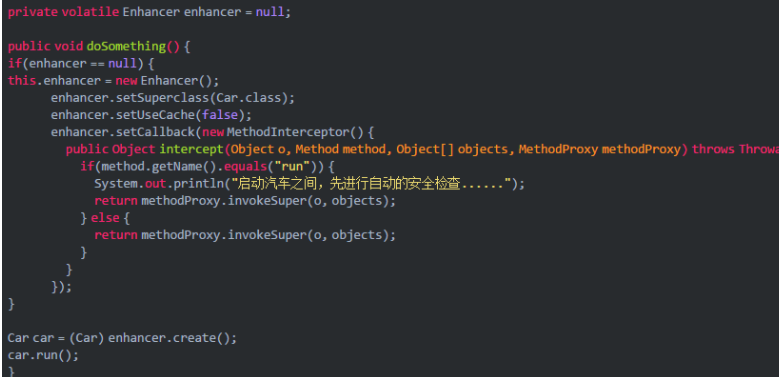 private volatile Enhancer enhancer = null;
public void doSomething() {
if(enhancer == null) {
this.enhancer = new Enhancer();
enhancer.setSuperclass(Car.class);
enhancer.setUseCache(false);
enhancer.setCallback(new MethodInterceptor() {
public Object intercept(Object o, Method method, Object[] objects, MethodProxy methodProxy) throws Throwa
if(method.getName().equals("run")) {
System.out.println("启动汽车之间，先进行自动的安全检查......");
return methodProxy.invokeSuper(o, objects);
} else {
return methodProxy.invokeSuper(o, objects);
}
}
});
}
Car car = (Car) enhancer.create();
car.run();
}